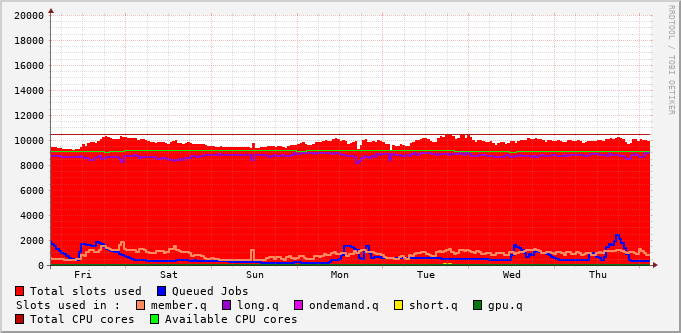 20000
18000
16000
14000
12000
10000
8000
6000
4000
2000
0
Fri Sat Sun Mon Tue Wed Thu
RRDTOOL / TOBI OETIKER
Total slots used Queued Jobs
Slots used in : member.q long.q ondemand.q short.q gpu.q
Total CPU cores Available CPU cores